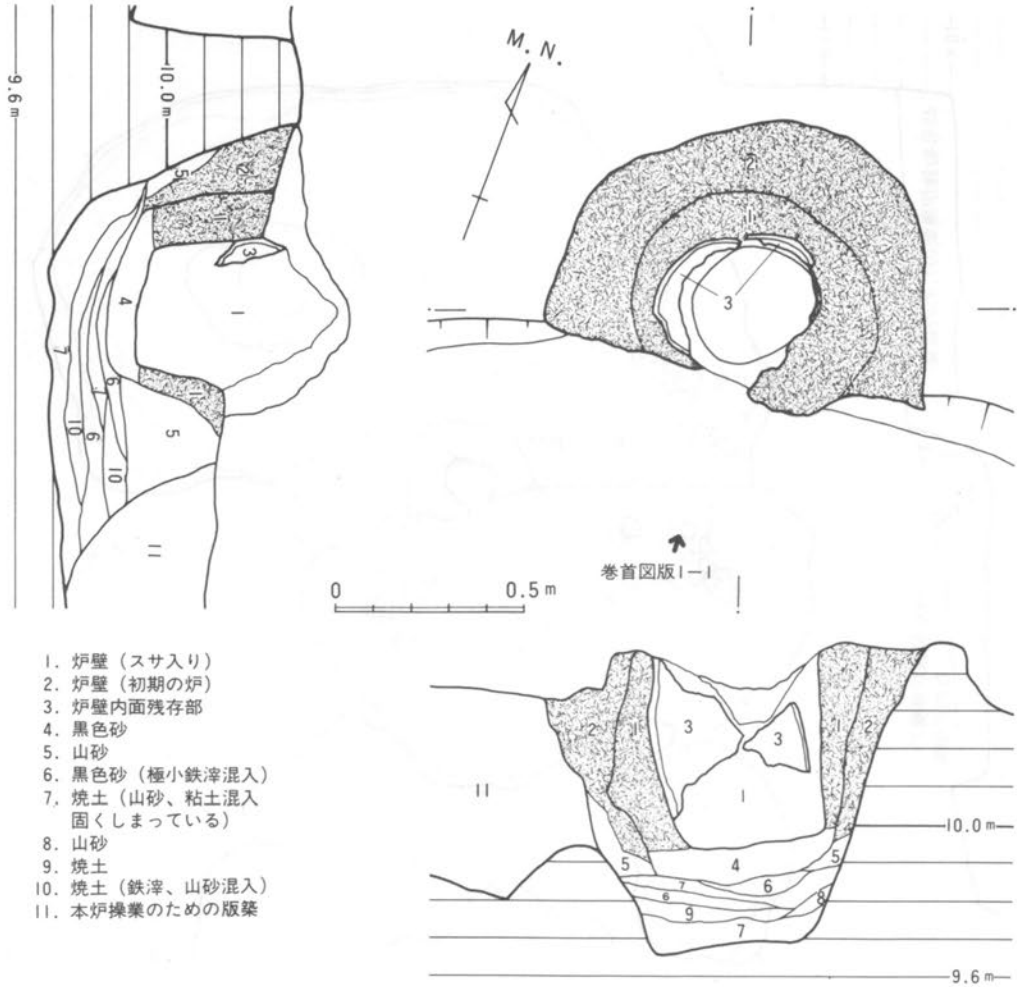 9.6m
10.0m
5
2
1
3
4
1
7
6
1
10
6
5
10
11
M. N.
2
1
3
巻首図版1-1
0 0.5m
1. 炉壁(スサ入り)
2. 炉壁(初期の炉)
3. 炉壁内面残存部
4. 黒色砂
5. 山砂
6. 黒色砂(極小鉄滓混入)
7. 焼土(山砂、粘土混入
固くしまっている)
8. 山砂
9. 焼土
10. 焼土(鉄滓、山砂混入)
11. 本炉操業のための版築
2 1 3 3 1 2
11 1
10.0m
5 4 5
7 6
6 8
9
7
9.6m